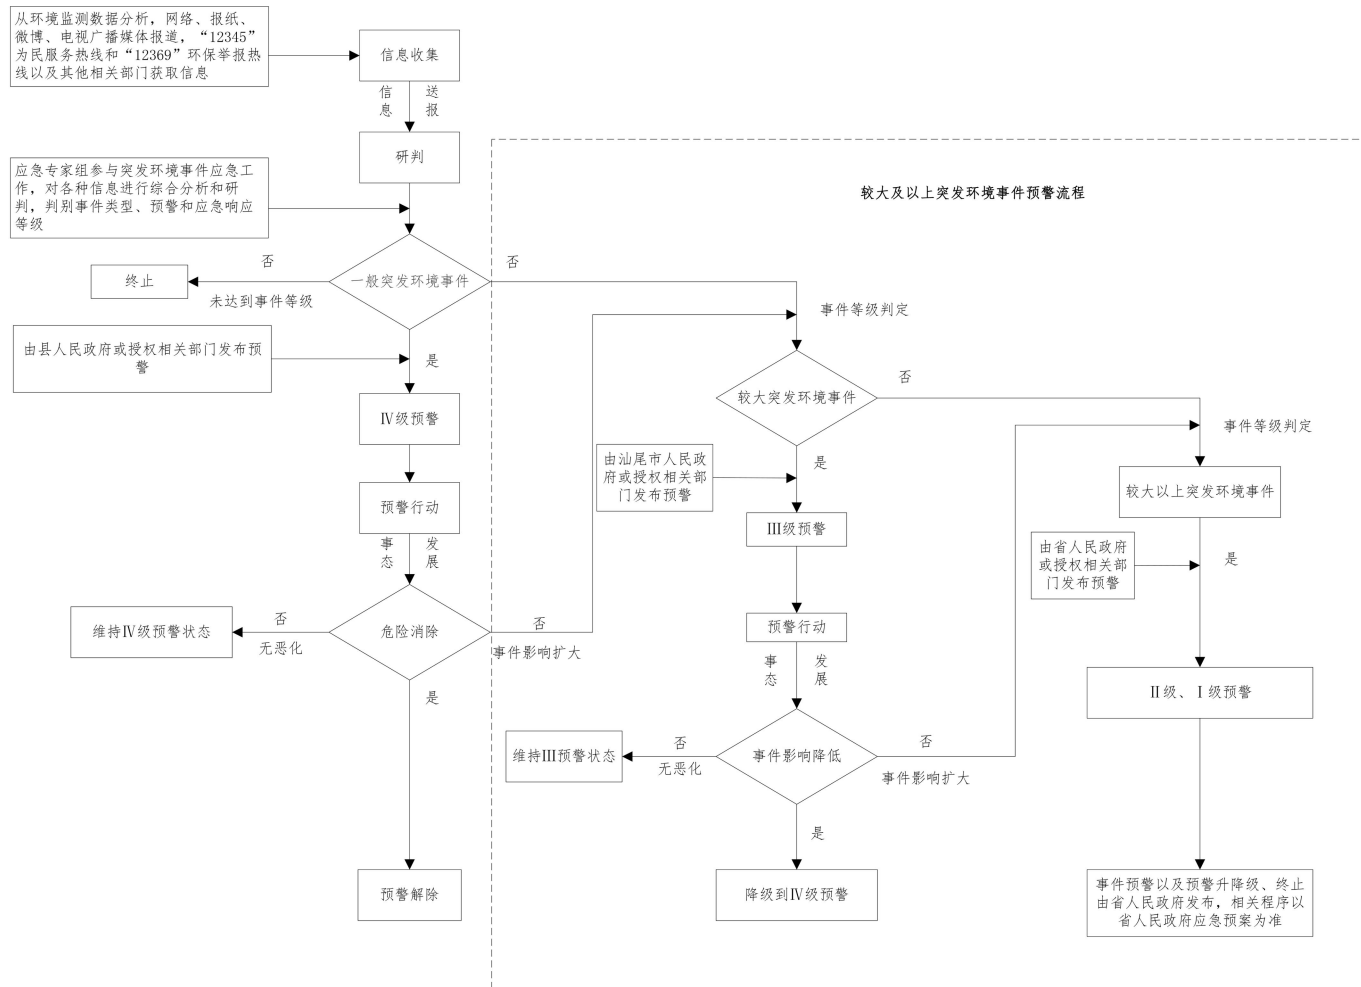 从环境监测数据分析，网络、报纸、
微博、电视广播媒体报道，“12345”
为民服务热线和“12369”环保举报热
线以及其他相关部门获取信息
信息收集
信息
送报
研判
应急专家组参与突发环境事件应急工
作，对各种信息进行综合分析和研
判，判别事件类型、预警和应急响应
等级
较大及以上突发环境事件预警流程
否
一般突发环境事件
否
终止
未达到事件等级
事件等级判定
由县人民政府或授权相关部门发布预
警
是
较大突发环境事件
否
Ⅳ级预警
事件等级判定
由汕尾市人民政
府或授权相关部
门发布预警
是
较大以上突发环境事件
预警行动
Ⅲ级预警
事态
发展
由省人民政府
或授权相关部
门发布预警
是
维持Ⅳ级预警状态
否
无恶化
危险消除
否
事件影响扩大
预警行动
事态
发展
是
Ⅱ级、Ⅰ级预警
维持Ⅲ预警状态
否
无恶化
事件影响降低
否
事件影响扩大
是
预警解除
降级到Ⅳ级预警
事件预警以及预警升降级、终止
由省人民政府发布，相关程序以
省人民政府应急预案为准